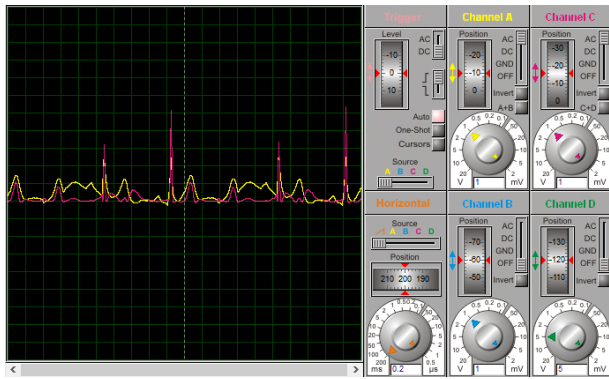 Trigger
Level
AC
DC
-10
0
10
Auto
One-Shot
Cursors
Source
A B C D
Channel A
Position
AC
DC
GND
OFF
-20
-10
0
Invert
A+B
V
1
mV
Channel C
Position
AC
DC
GND
OFF
-30
-20
-10
0
Invert
C+D
V
1
mV
Horizontal
Source
A B C D
Position
210 200 190
ms
0.2
µs
Channel B
Position
AC
DC
GND
OFF
-70
-60
-50
Invert
V
1
mV
Channel D
Position
AC
DC
GND
OFF
-130
-120
-110
Invert
V
5
mV